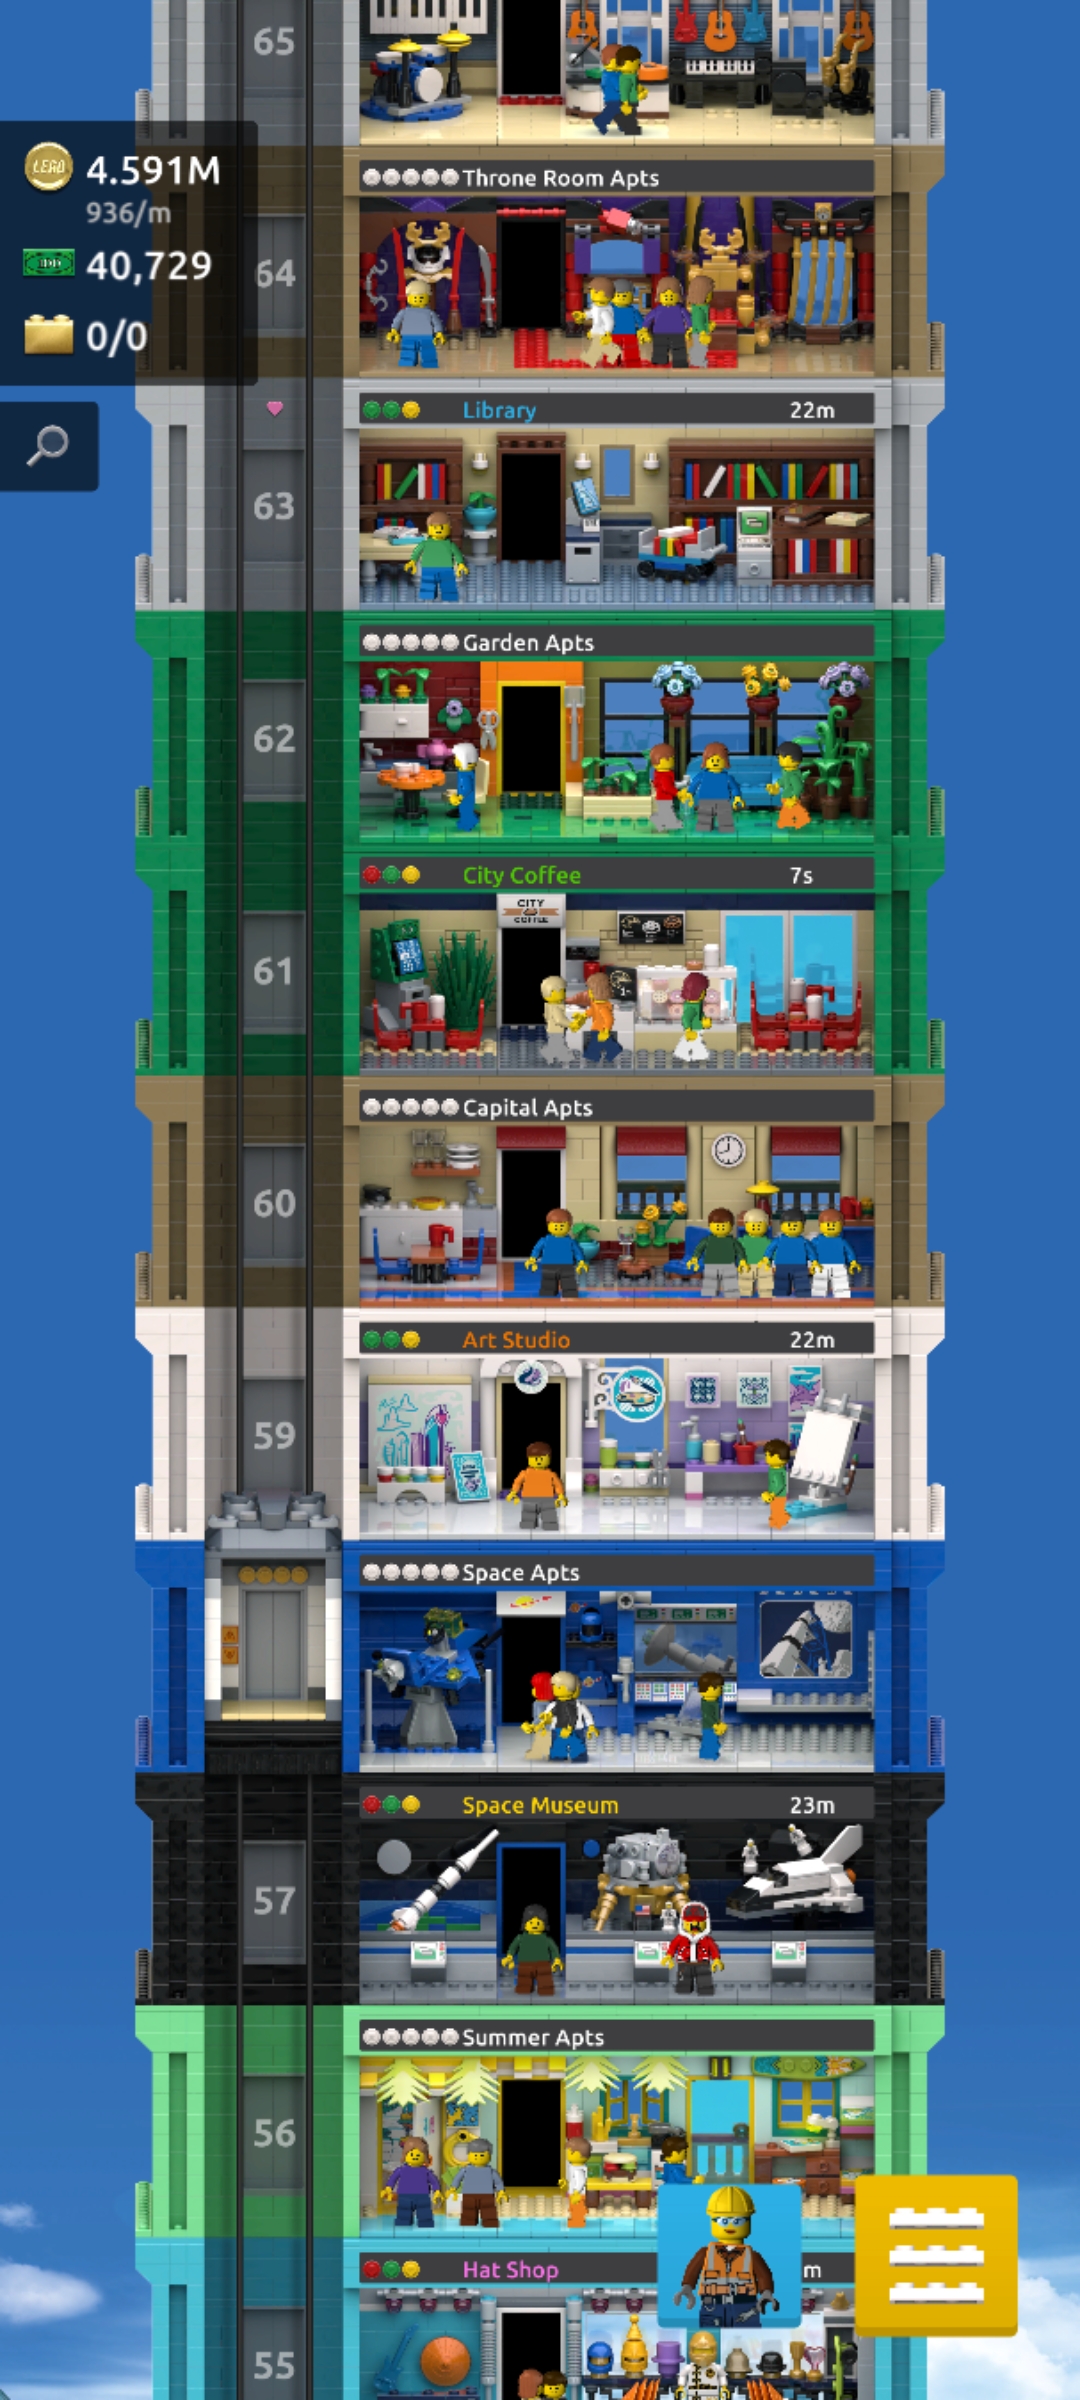 65
LEGO
4.591M
936/m
40,729
0/0
Throne Room Apts
64
Library 22m
63
Garden Apts
62
City Coffee 7s
CITY
COFFEE
61
Capital Apts
60
Art Studio 22m
59
Space Apts
Space Museum 23m
57
Summer Apts
56
Hat Shop m
55